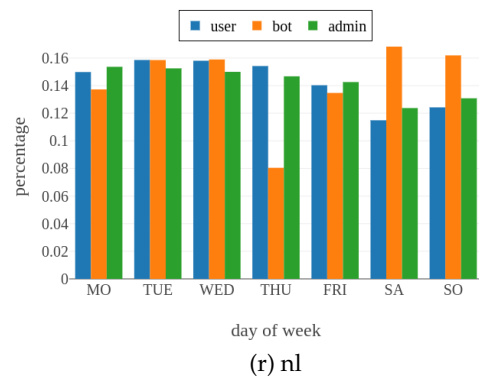 user bot admin
0.16
0.14
0.12
0.1
0.08
0.06
0.04
0.02
0
percentage
MO TUE WED THU FRI SA SO
day of week
(r) nl